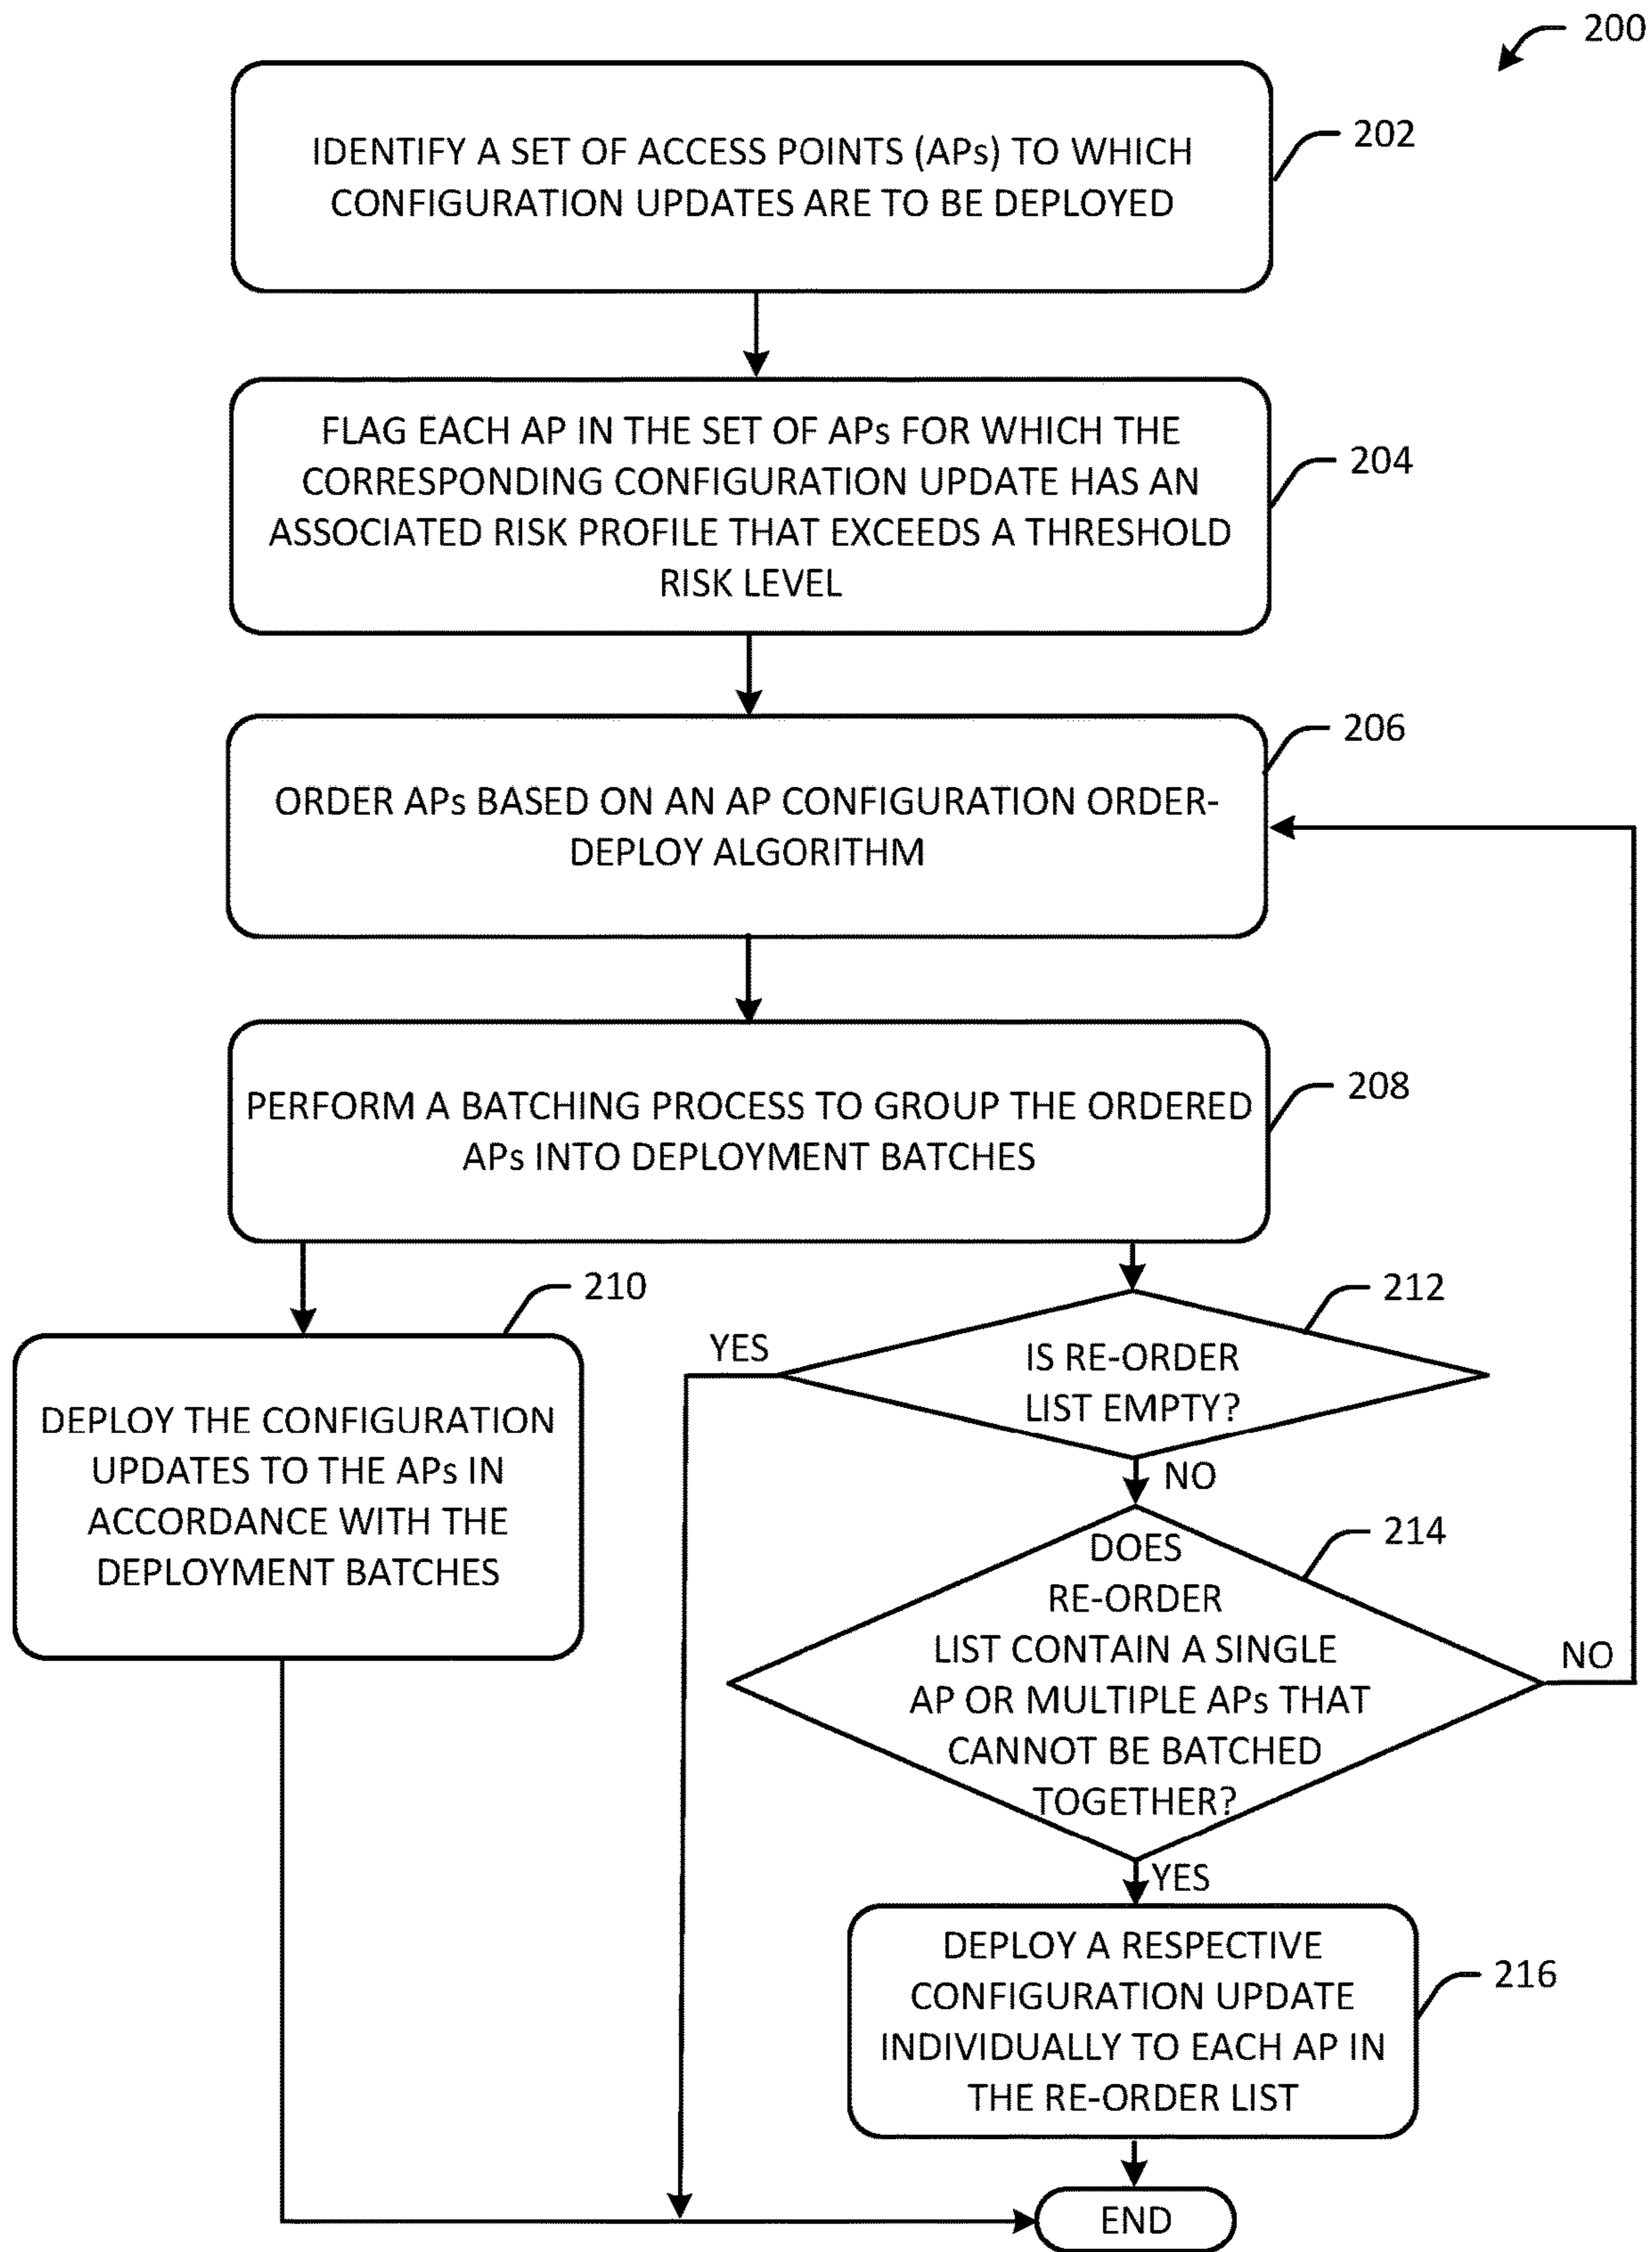 200
IDENTIFY A SET OF ACCESS POINTS (APs) TO WHICH
CONFIGURATION UPDATES ARE TO BE DEPLOYED
202
FLAG EACH AP IN THE SET OF APs FOR WHICH THE
CORRESPONDING CONFIGURATION UPDATE HAS AN
ASSOCIATED RISK PROFILE THAT EXCEEDS A THRESHOLD
RISK LEVEL
204
ORDER APs BASED ON AN AP CONFIGURATION ORDER-
DEPLOY ALGORITHM
206
PERFORM A BATCHING PROCESS TO GROUP THE ORDERED
APs INTO DEPLOYMENT BATCHES
208
DEPLOY THE CONFIGURATION
UPDATES TO THE APs IN
ACCORDANCE WITH THE
DEPLOYMENT BATCHES
210
IS RE-ORDER
LIST EMPTY?
212
YES
NO
DOES
RE-ORDER
LIST CONTAIN A SINGLE
AP OR MULTIPLE APs THAT
CANNOT BE BATCHED
TOGETHER?
214
NO
YES
DEPLOY A RESPECTIVE
CONFIGURATION UPDATE
INDIVIDUALLY TO EACH AP IN
THE RE-ORDER LIST
216
END